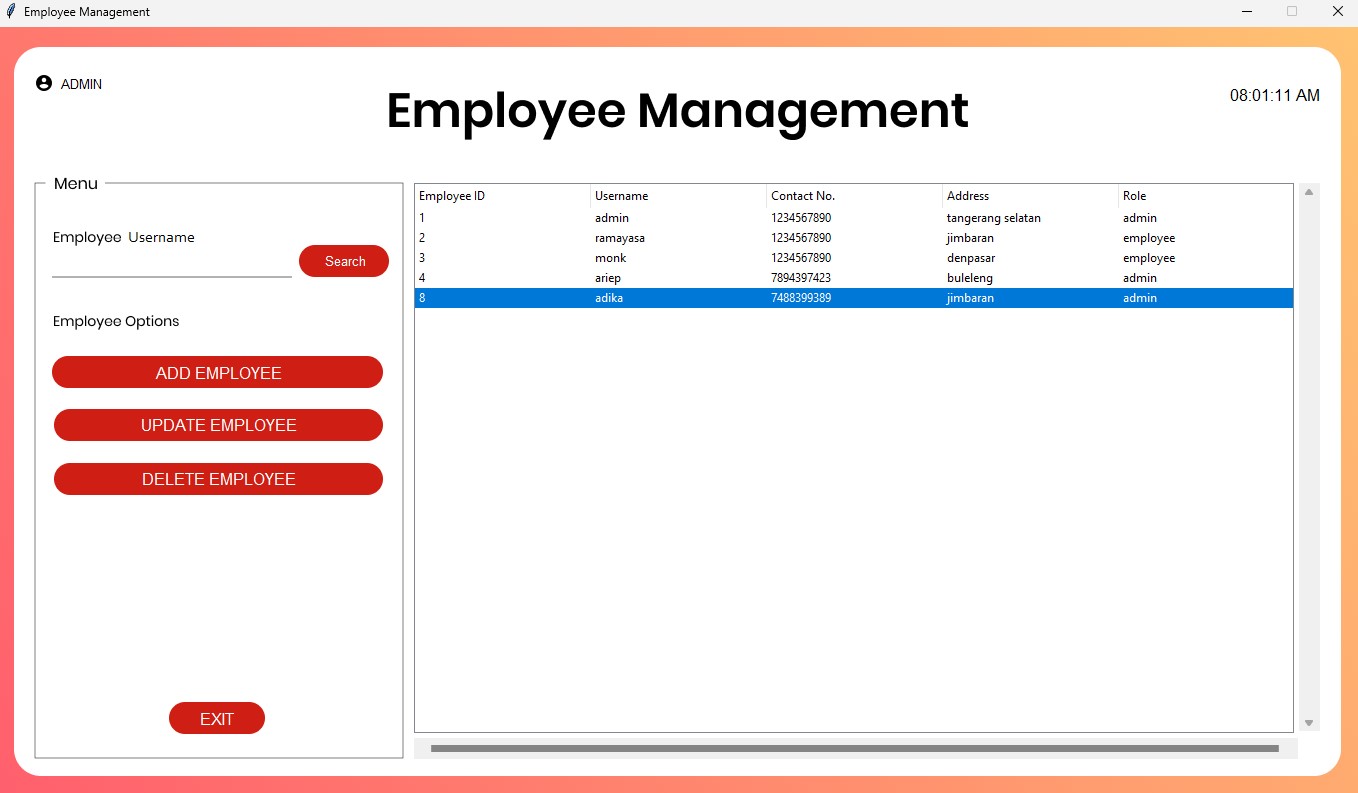 Employee Management
ADMIN
Employee Management
08:01:11 AM
Menu
Employee Username
Search
Employee Options
ADD EMPLOYEE
UPDATE EMPLOYEE
DELETE EMPLOYEE
EXIT
Employee ID Username Contact No. Address Role
1 admin 1234567890 tangerang selatan admin
2 ramayasa 1234567890 jimbaran employee
3 monk 1234567890 denpasar employee
4 ariep 7894397423 buleleng admin
8 adika 7488399389 jimbaran admin